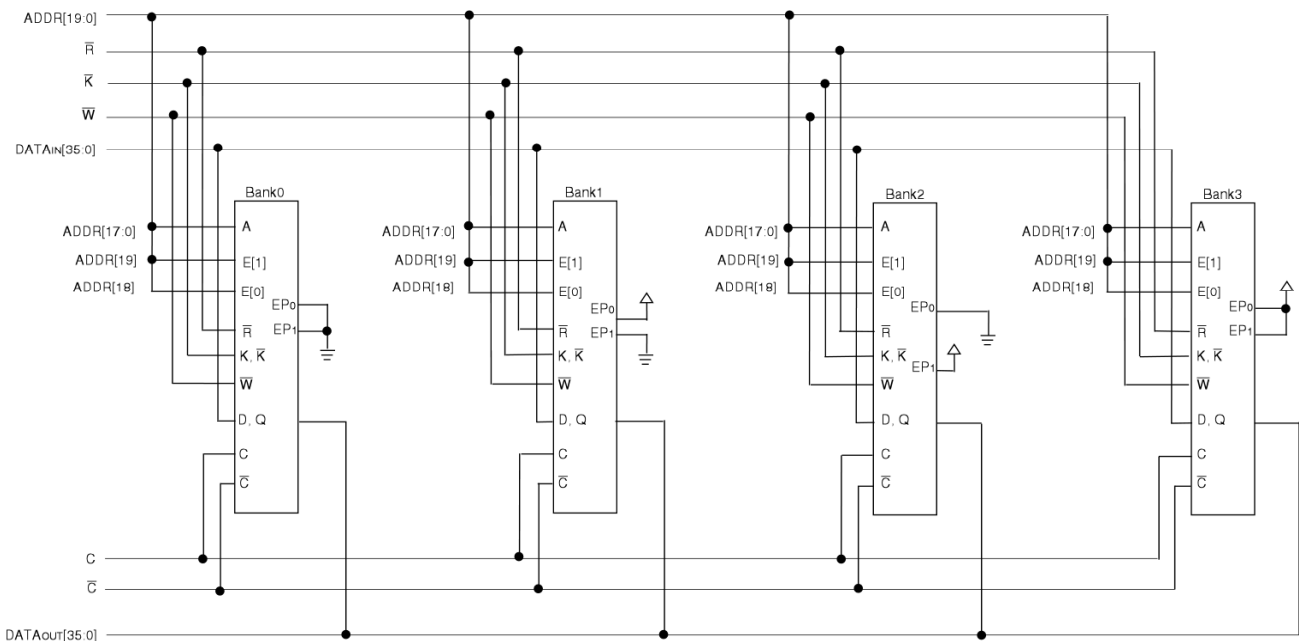 ADDR[19:0]
R̅
K̅
W̅
DATAIN[35:0]
Bank0
Bank1
Bank2
Bank3
ADDR[17:0]
A
ADDR[19]
E[1]
ADDR[18]
E[0]
EP0
EP1
R̅
K, K̅
W̅
D, Q
C
C̅
ADDR[17:0]
A
ADDR[19]
E[1]
ADDR[18]
E[0]
EP0
EP1
R̅
K, K̅
W̅
D, Q
C
C̅
ADDR[17:0]
A
ADDR[19]
E[1]
ADDR[18]
E[0]
EP0
R̅
K, K̅
EP1
W̅
D, Q
C
C̅
ADDR[17:0]
A
ADDR[19]
E[1]
ADDR[18]
E[0]
EP0
EP1
R̅
K, K̅
W̅
D, Q
C
C̅
C
C̅
DATAOUT[35:0]